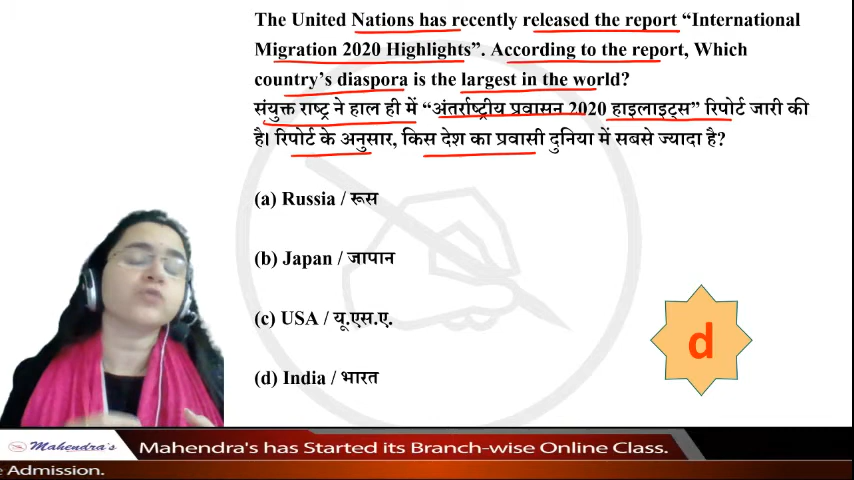 The United Nations has recently released the report “International
Migration 2020 Highlights”. According to the report, Which
country’s diaspora is the largest in the world?
संयुक्त राष्ट्र ने हाल ही में “अंतर्राष्ट्रीय प्रवासन 2020 हाइलाइट्स” रिपोर्ट जारी की
है। रिपोर्ट के अनुसार, किस देश का प्रवासी दुनिया में सबसे ज्यादा है?
(a) Russia / रूस
(b) Japan / जापान
(c) USA / यू.एस.ए.
d
(d) India / भारत
Mahendra's
Mahendra's has Started its Branch-wise Online Class.
e Admission.